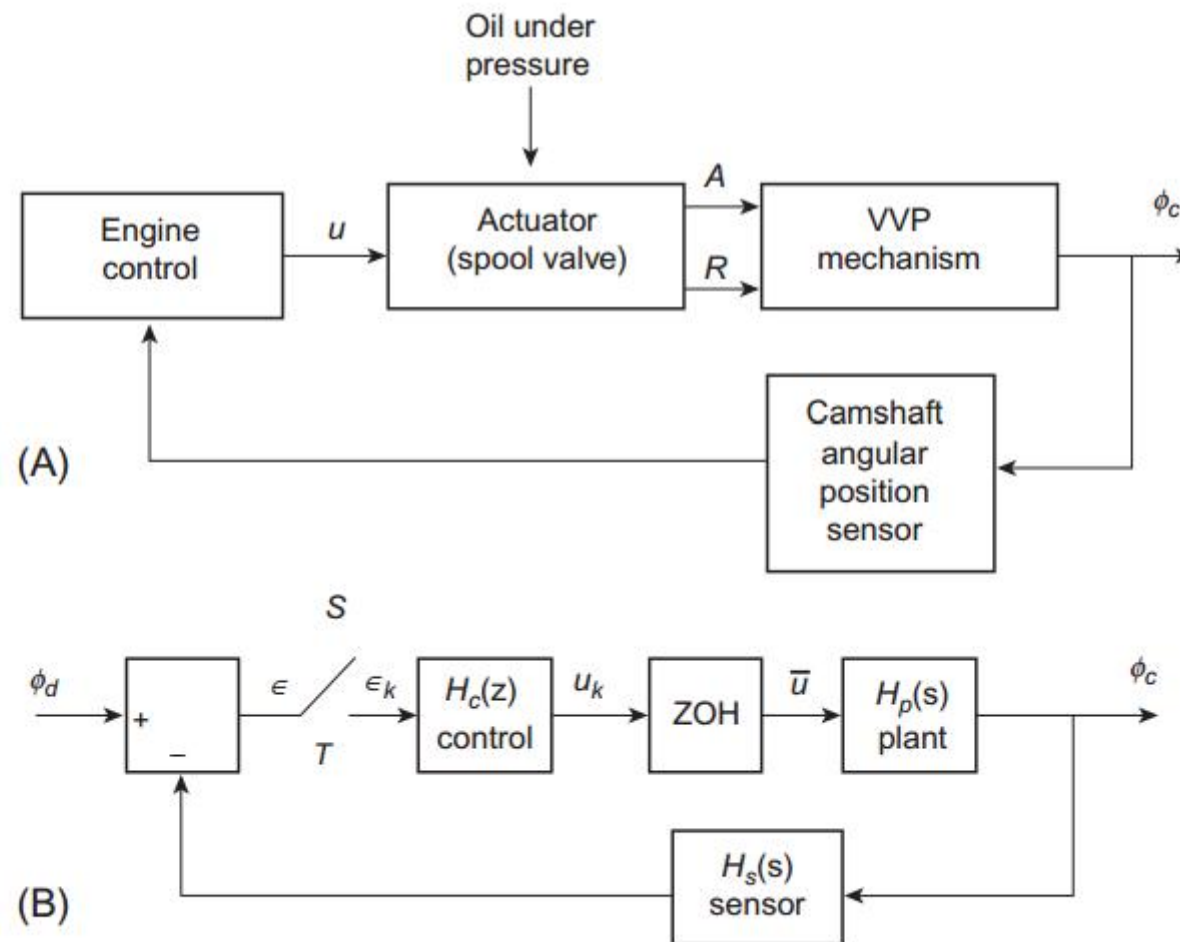 Oil under
pressure
Engine
control
u
Actuator
(spool valve)
A
R
VVP
mechanism
ϕc
Camshaft
angular
position
sensor
(A)
ϕd
+
−
ϵ
S
T
ϵk
Hc(z)
control
uk
ZOH
u̅
Hp(s)
plant
ϕc
Hs(s)
sensor
(B)